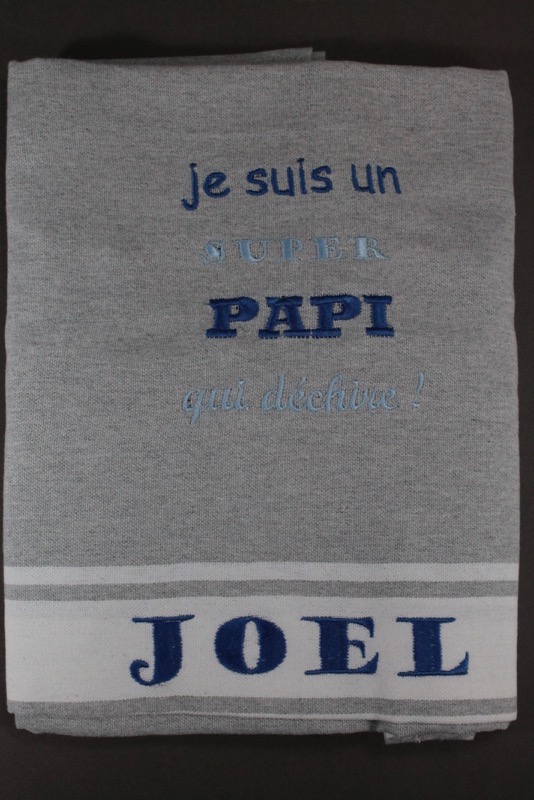 je suis un
SUPER
PAPI
qui déchire !
JOEL